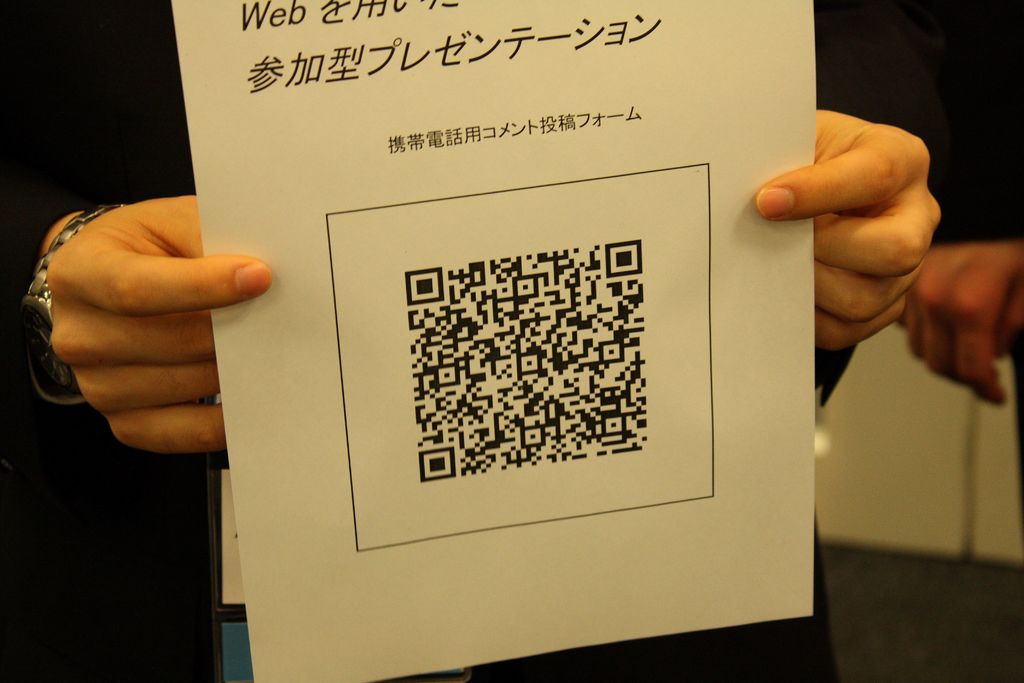 Web を用いた
参加型プレゼンテーション
携帯電話用コメント投稿フォーム